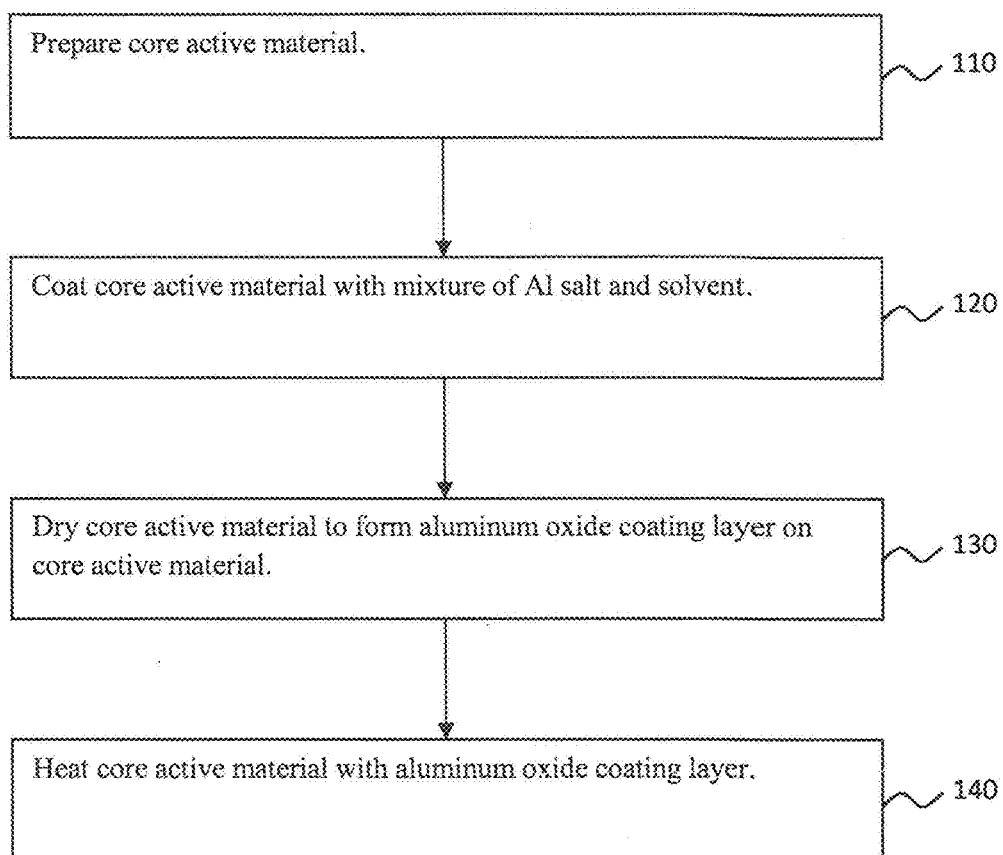 Prepare core active material.
110
Coat core active material with mixture of Al salt and solvent.
120
Dry core active material to form aluminum oxide coating layer on
core active material.
130
Heat core active material with aluminum oxide coating layer.
140